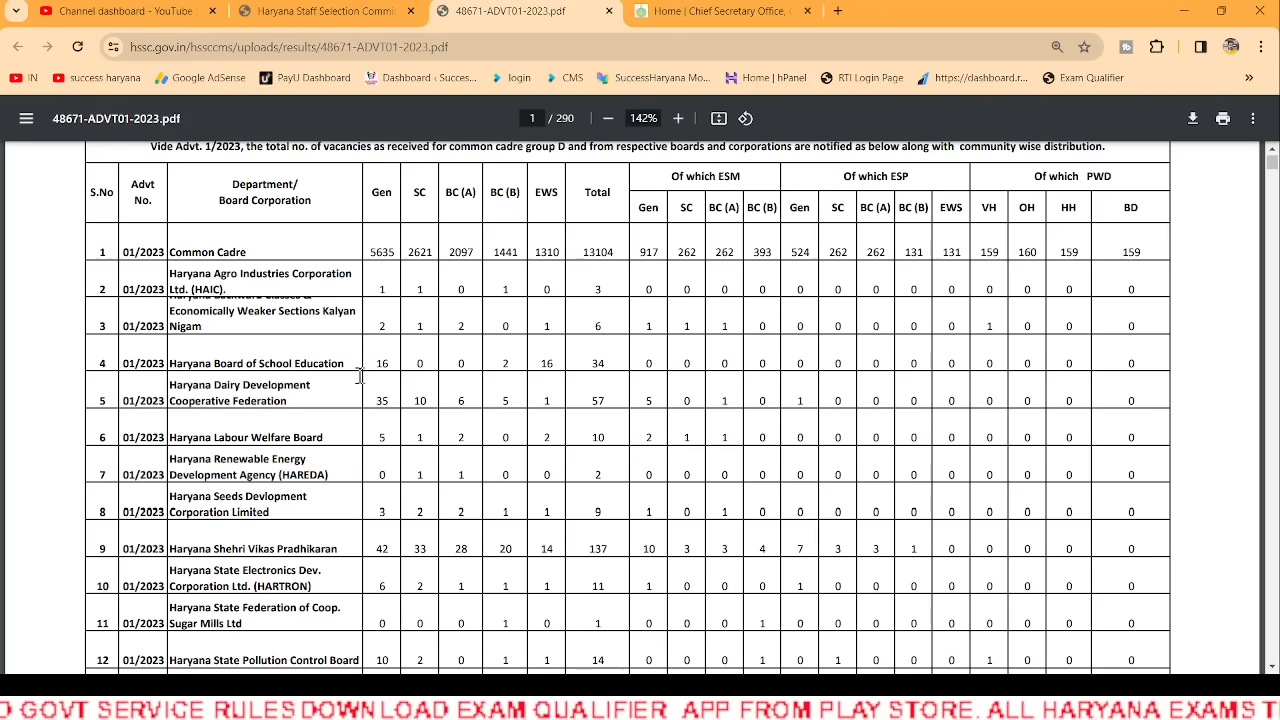 Channel dashboard - YouTube
Haryana Staff Selection Commi
48671-ADVT01-2023.pdf
Home | Chief Secretary Office,
hssc.gov.in/hssccms/uploads/results/48671-ADVT01-2023.pdf
IN
success haryana
Google AdSense
PayU Dashboard
Dashboard ‹ Succes...
login
CMS
SuccessHaryana Mo...
Home | hPanel
RTI Login Page
https://dashboard.r...
Exam Qualifier
48671-ADVT01-2023.pdf
1 / 290
142%
Vide Advt. 1/2023, the total no. of vacancies as received for common cadre group D and from respective boards and corporations are notified as below along with community wise distribution.
S.No Advt No. Department/ Board Corporation Gen SC BC (A) BC (B) EWS Total Of which ESM Of which ESP Of which PWD
Gen SC BC (A) BC (B) Gen SC BC (A) BC (B) EWS VH OH HH BD
1 01/2023 Common Cadre 5635 2621 2097 1441 1310 13104 917 262 262 393 524 262 262 131 131 159 160 159 159
Haryana Agro Industries Corporation
2 01/2023 Ltd. (HAIC). 1 1 0 1 0 3 0 0 0 0 0 0 0 0 0 0 0 0 0
Haryana Backward Classes &
Economically Weaker Sections Kalyan
3 01/2023 Nigam 2 1 2 0 1 6 1 1 1 0 0 0 0 0 0 1 0 0 0
4 01/2023 Haryana Board of School Education 16 0 0 2 16 34 0 0 0 0 0 0 0 0 0 0 0 0 0
Haryana Dairy Development
5 01/2023 Cooperative Federation 35 10 6 5 1 57 5 0 1 0 1 0 0 0 0 0 0 0 0
6 01/2023 Haryana Labour Welfare Board 5 1 2 0 2 10 2 1 1 0 0 0 0 0 0 0 0 0 0
Haryana Renewable Energy
7 01/2023 Development Agency (HAREDA) 0 1 1 0 0 2 0 0 0 0 0 0 0 0 0 0 0 0 0
Haryana Seeds Devlopment
8 01/2023 Corporation Limited 3 2 2 1 1 9 1 0 1 0 0 0 0 0 0 0 0 0 0
9 01/2023 Haryana Shehri Vikas Pradhikaran 42 33 28 20 14 137 10 3 3 4 7 3 3 1 0 0 0 0 0
Haryana State Electronics Dev.
10 01/2023 Corporation Ltd. (HARTRON) 6 2 1 1 1 11 1 0 0 0 1 0 0 0 0 0 0 0 0
Haryana State Federation of Coop.
11 01/2023 Sugar Mills Ltd 0 0 0 1 0 1 0 0 0 1 0 0 0 0 0 0 0 0 0
12 01/2023 Haryana State Pollution Control Board 10 2 0 1 1 14 0 0 0 1 0 1 0 0 0 1 0 0 0
D GOVT SERVICE RULES DOWNLOAD EXAM QUALIFIER APP FROM PLAY STORE. ALL HARYANA EXAMS T